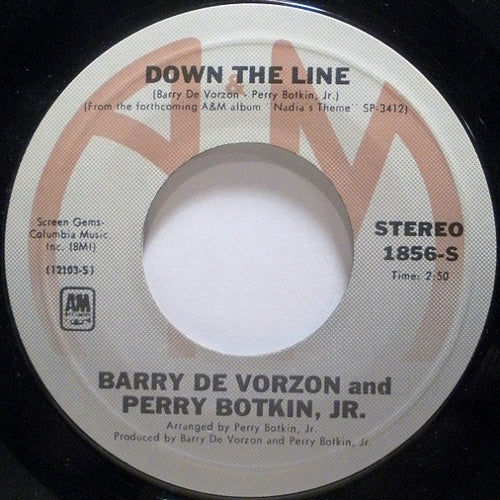 DOWN THE LINE
(Barry De Vorzon - Perry Botkin, Jr.)
(From the forthcoming A&M album "Nadia's Theme" SP-3412)
Screen Gems-
Columbia Music,
Inc. (BMI)
(12103-S)
A&M
RECORDS
STEREO
1856-S
Time: 2:50
BARRY DE VORZON and
PERRY BOTKIN, JR.
Arranged by Perry Botkin, Jr.
Produced by Barry De Vorzon and Perry Botkin, Jr.